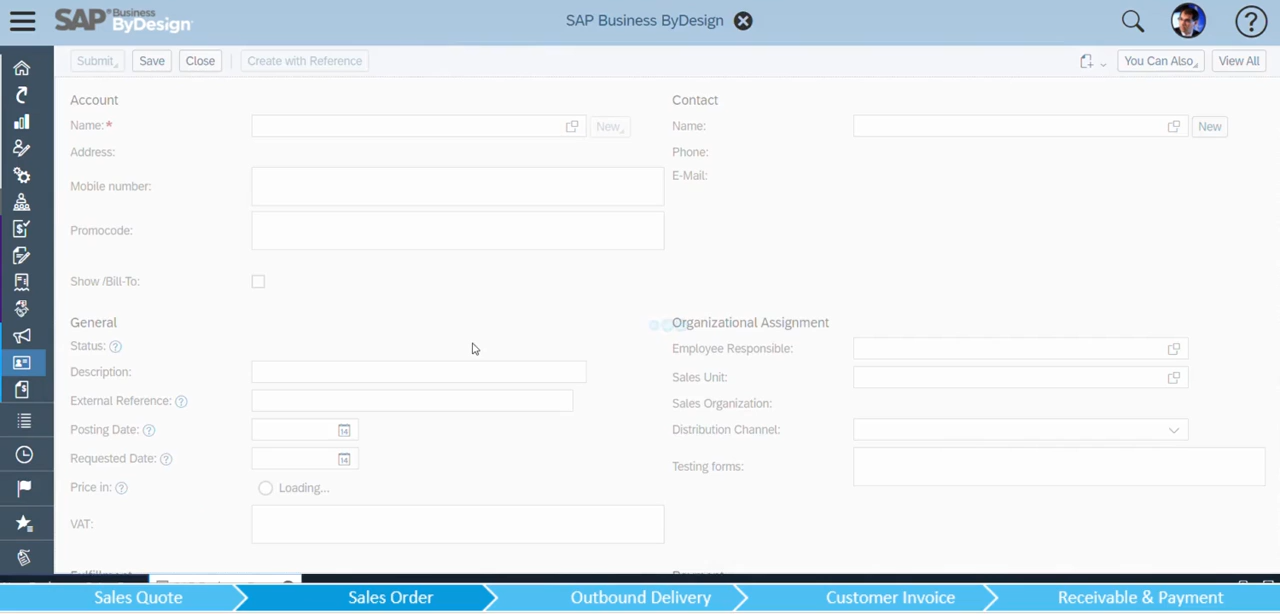 SAP Business ByDesign
SAP Business ByDesign
Submit Save Close Create with Reference You Can Also View All
Account
Name:* New
Address:
Mobile number:
Promocode:
Show /Bill-To:
Contact
Name: New
Phone:
E-Mail:
General
Status: ?
Description:
External Reference: ?
Posting Date: ? 14
Requested Date: ? 14
Price in: ? Loading...
VAT:
Organizational Assignment
Employee Responsible:
Sales Unit:
Sales Organization:
Distribution Channel:
Testing forms:
Sales Quote Sales Order Outbound Delivery Customer Invoice Receivable & Payment